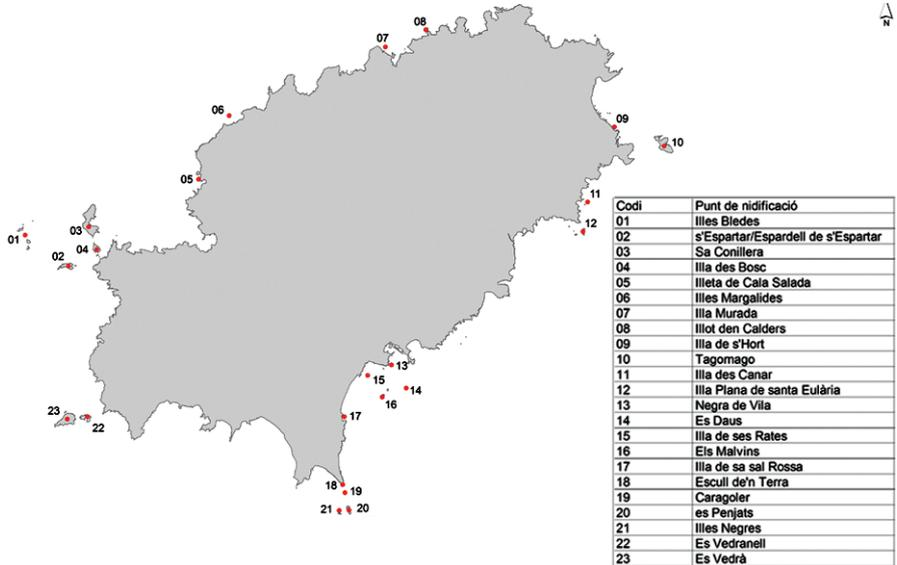 08
N
07
06
09
10
05
11
03
12
01
04
02
13
15
14
16
23
22
17
18
19
21
20
Codi Punt de nidificació
01 Illes Bledes
02 s'Espartar/Espardell de s'Espartar
03 Sa Conillera
04 Illa des Bosc
05 Illeta de Cala Salada
06 Illes Margalides
07 Illa Murada
08 Illot den Calders
09 Illa de s'Hort
10 Tagomago
11 Illa des Canar
12 Illa Plana de santa Eulària
13 Negra de Vila
14 Es Daus
15 Illa de ses Rates
16 Els Malvins
17 Illa de sa sal Rossa
18 Escull de'n Terra
19 Caragoler
20 es Penjats
21 Illes Negres
22 Es Vedranell
23 Es Vedrà